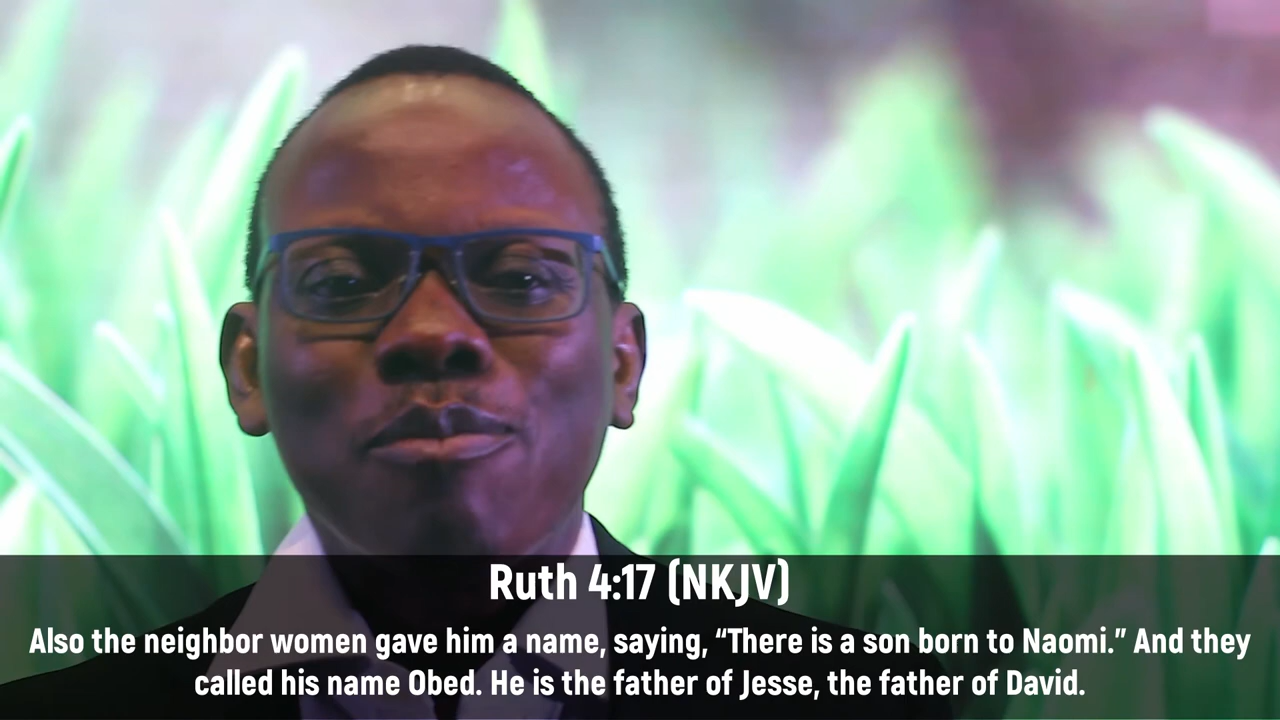 Ruth 4:17 (NKJV)
Also the neighbor women gave him a name, saying, “There is a son born to Naomi.” And they
called his name Obed. He is the father of Jesse, the father of David.